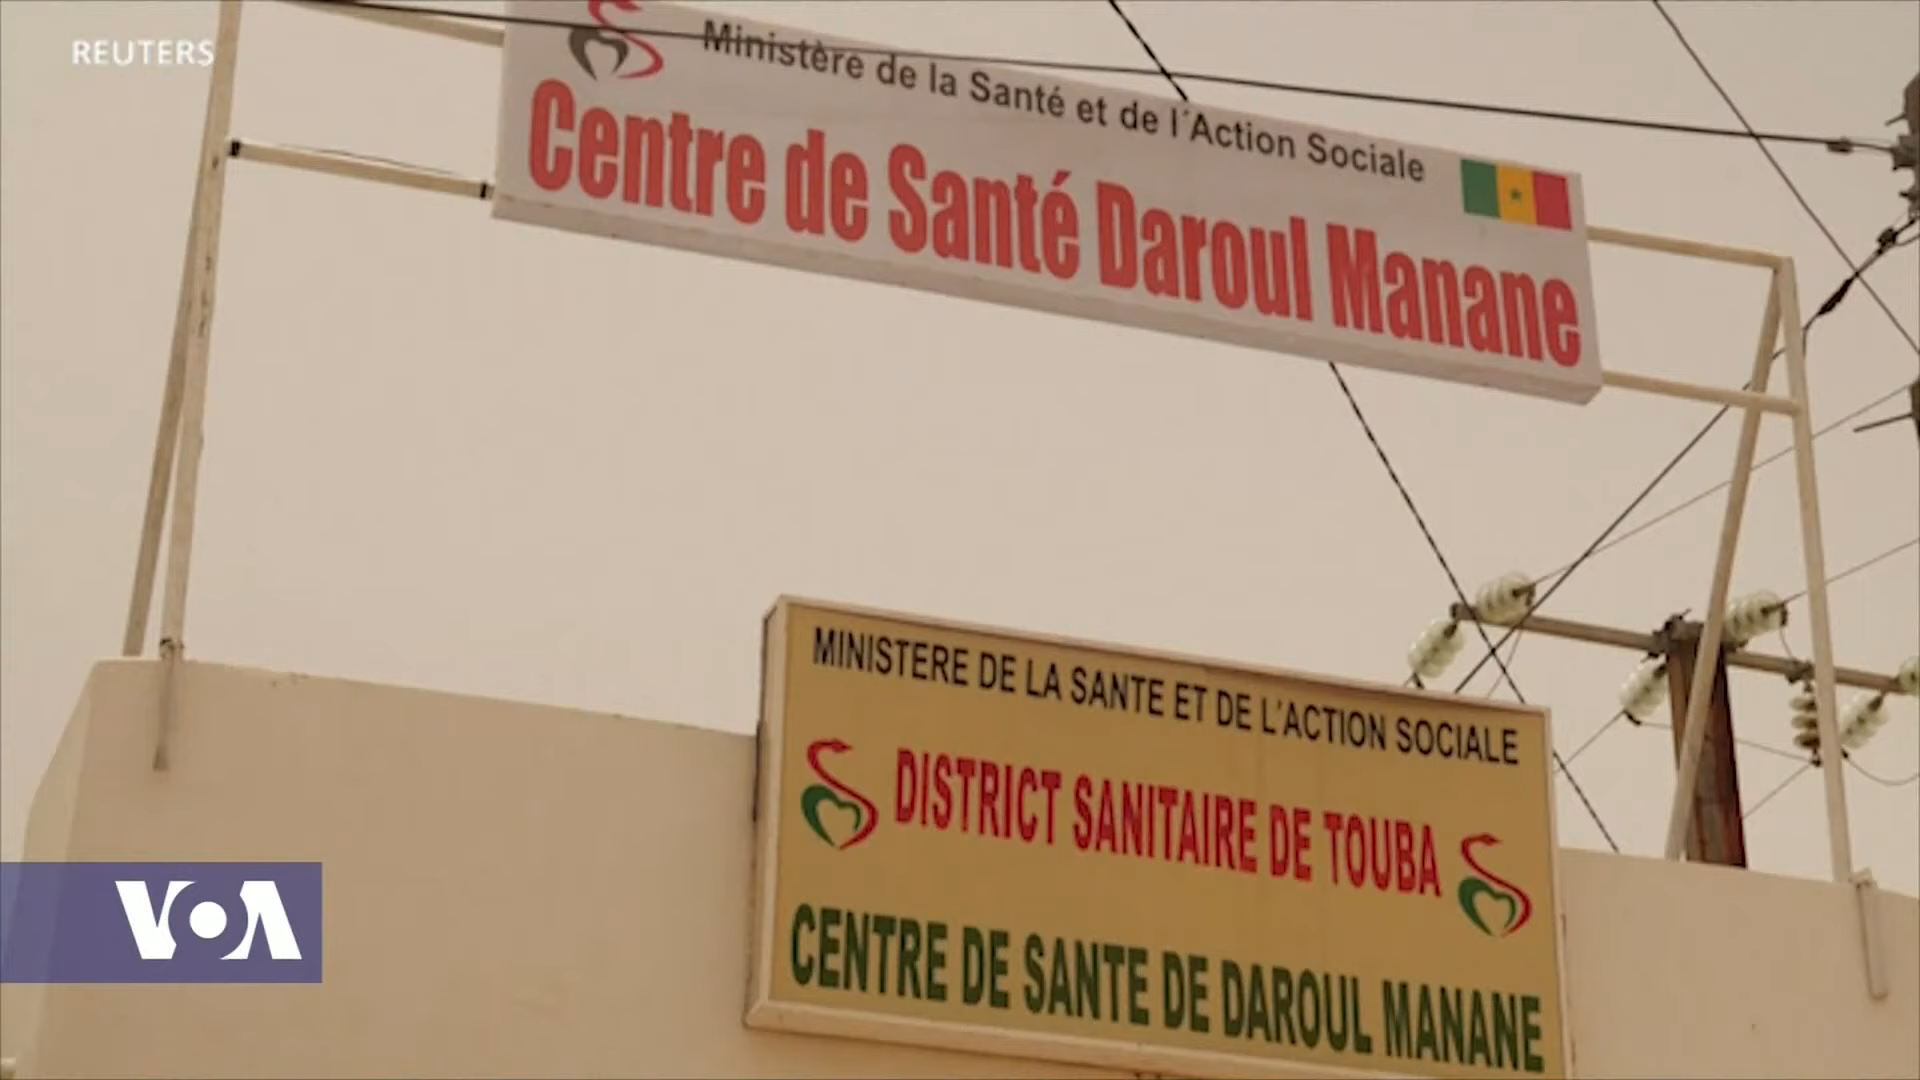 REUTERS
Ministère de la Santé et de l'Action Sociale
Centre de Santé Daroul Manane
MINISTERE DE LA SANTE ET DE L'ACTION SOCIALE
DISTRICT SANITAIRE DE TOUBA
CENTRE DE SANTE DE DAROUL MANANE
VOA